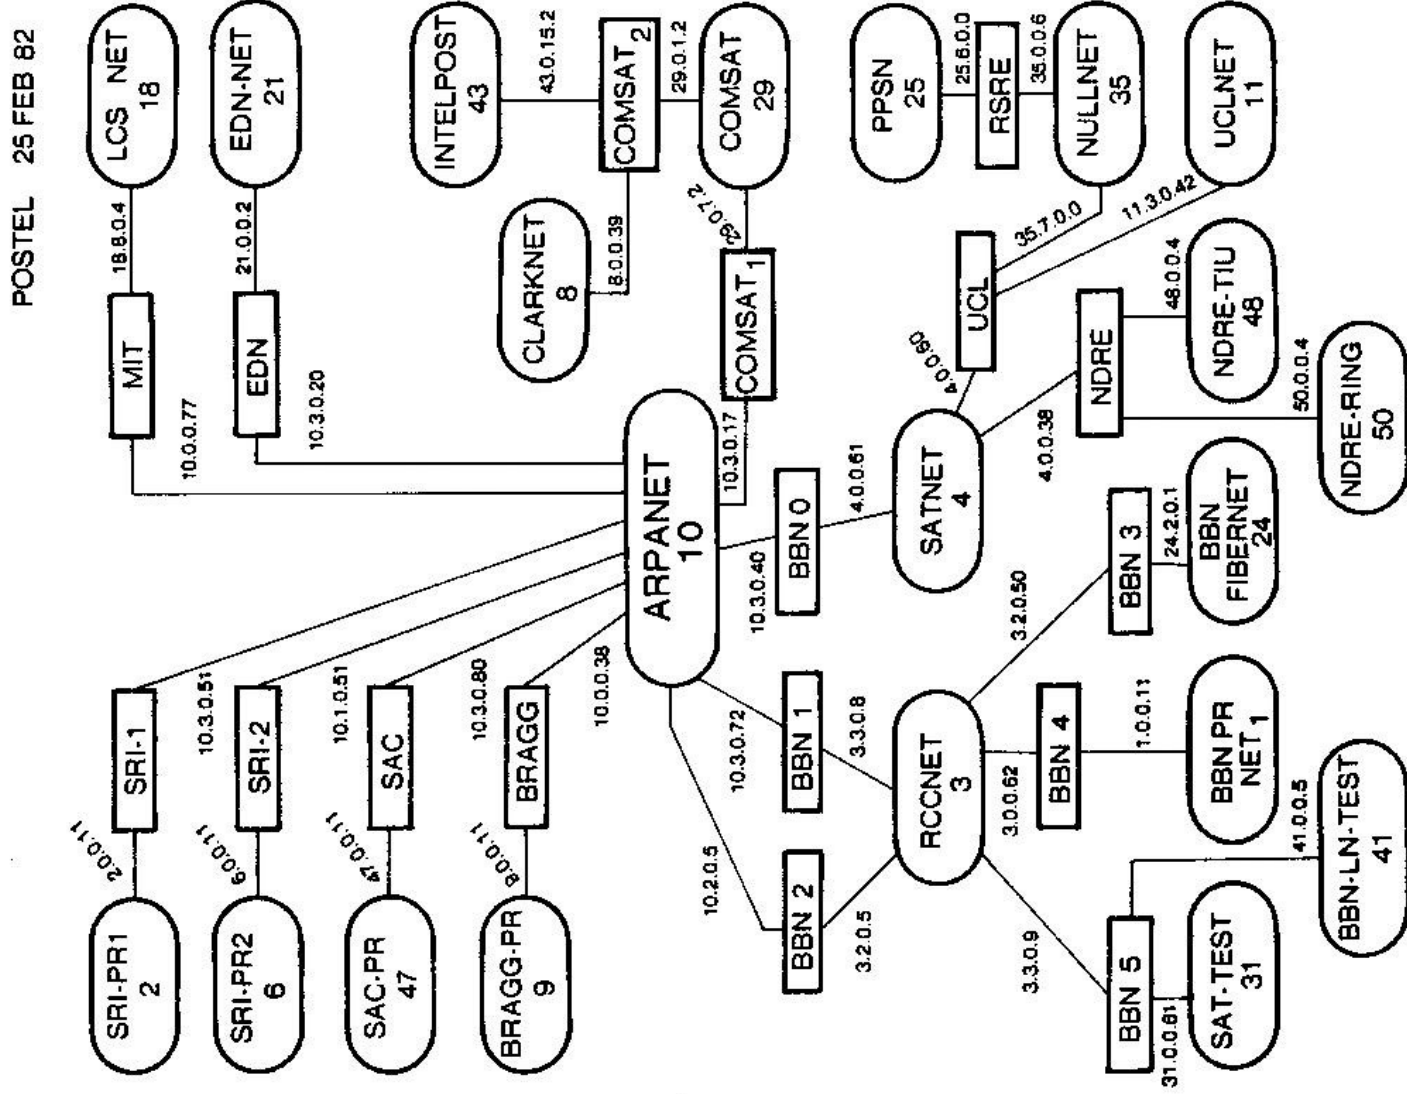 POSTEL 25 FEB 82
SRI-PR1
2
2.0.0.11
SRI-1
10.3.0.51
MIT
10.0.0.77
18.8.0.4
LCS NET
18
SRI-PR2
6
6.0.0.11
SRI-2
10.1.0.51
EDN
10.3.0.20
21.0.0.2
EDN-NET
21
SAC-PR
47
47.0.0.11
SAC
10.3.0.80
BRAGG-PR
9
9.0.0.11
BRAGG
10.0.0.38
INTELPOST
43
43.0.15.2
CLARKNET
8
8.0.0.39
COMSAT 2
29.0.1.2
ARPANET
10
10.3.0.17
COMSAT 1
29.0.7.2
COMSAT
29
10.2.0.5
BBN 2
3.2.0.5
10.3.0.72
BBN 1
3.3.0.8
10.3.0.40
BBN 0
4.0.0.61
RCCNET
3
SATNET
4
4.0.0.60
UCL
35.7.0.0
11.3.0.42
PPSN
25
25.6.0.0
RSRE
35.0.0.6
NULLNET
35
UCLNET
11
3.3.0.9
3.0.0.62
3.2.0.50
4.0.0.38
BBN 5
BBN 4
BBN 3
NDRE
31.0.0.61
1.0.0.11
24.2.0.1
48.0.0.4
SAT-TEST
31
BBN PR
NET 1
BBN
FIBERNET
24
NDRE-TIU
48
41.0.0.5
50.0.0.4
BBN-LN-TEST
41
NDRE-RING
50